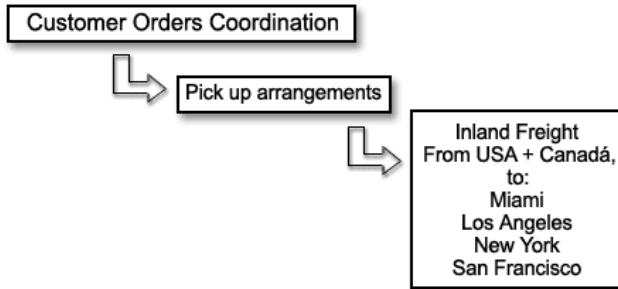 Customer Orders Coordination
Pick up arrangements
Inland Freight
From USA + Canadá,
to:
Miami
Los Angeles
New York
San Francisco